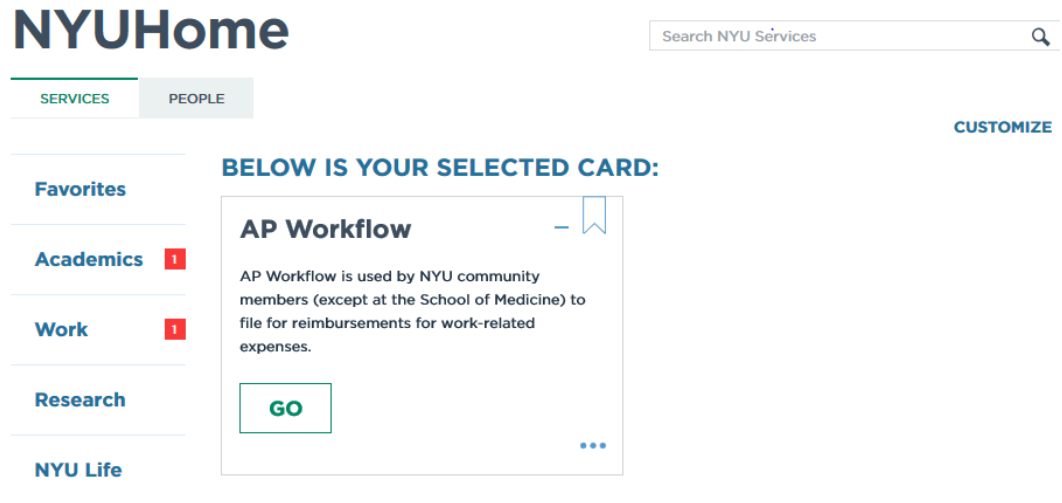 NYUHome
Search NYU Services
SERVICES
PEOPLE
CUSTOMIZE
Favorites
Academics 1
Work 1
Research
NYU Life
BELOW IS YOUR SELECTED CARD:
AP Workflow
AP Workflow is used by NYU community
members (except at the School of Medicine) to
file for reimbursements for work-related
expenses.
GO